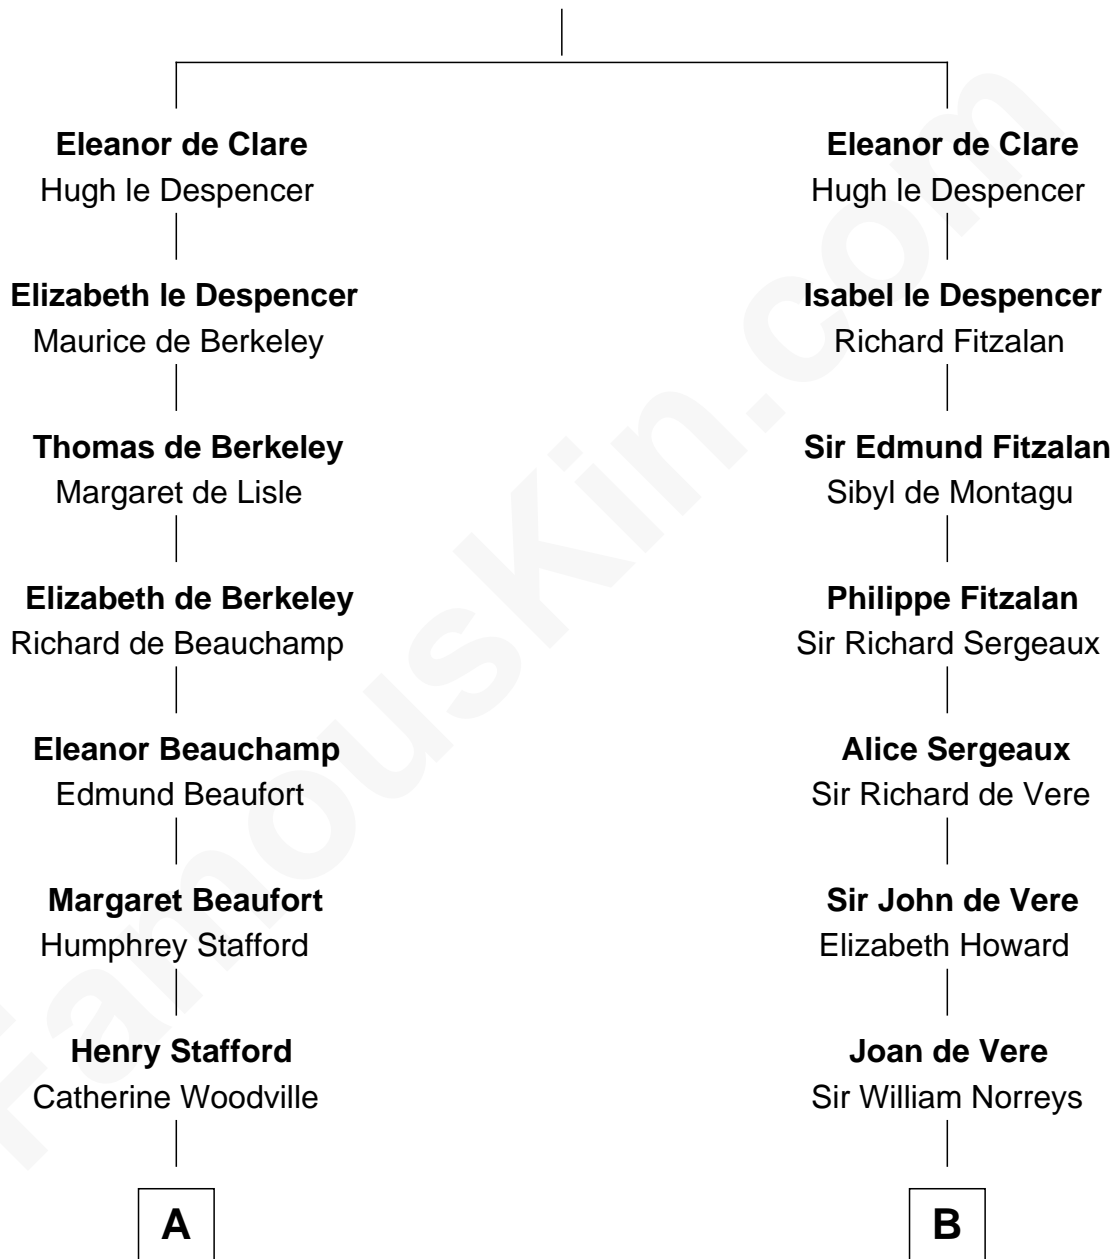 Eleanor de Clare
Hugh le Despencer
Elizabeth le Despencer
Maurice de Berkeley
Thomas de Berkeley
Margaret de Lisle
Elizabeth de Berkeley
Richard de Beauchamp
Eleanor Beauchamp
Edmund Beaufort
Margaret Beaufort
Humphrey Stafford
Henry Stafford
Catherine Woodville
A
Eleanor de Clare
Hugh le Despencer
Isabel le Despencer
Richard Fitzalan
Sir Edmund Fitzalan
Sibyl de Montagu
Philippe Fitzalan
Sir Richard Sergeaux
Alice Sergeaux
Sir Richard de Vere
Sir John de Vere
Elizabeth Howard
Joan de Vere
Sir William Norreys
B
FamousKin.com